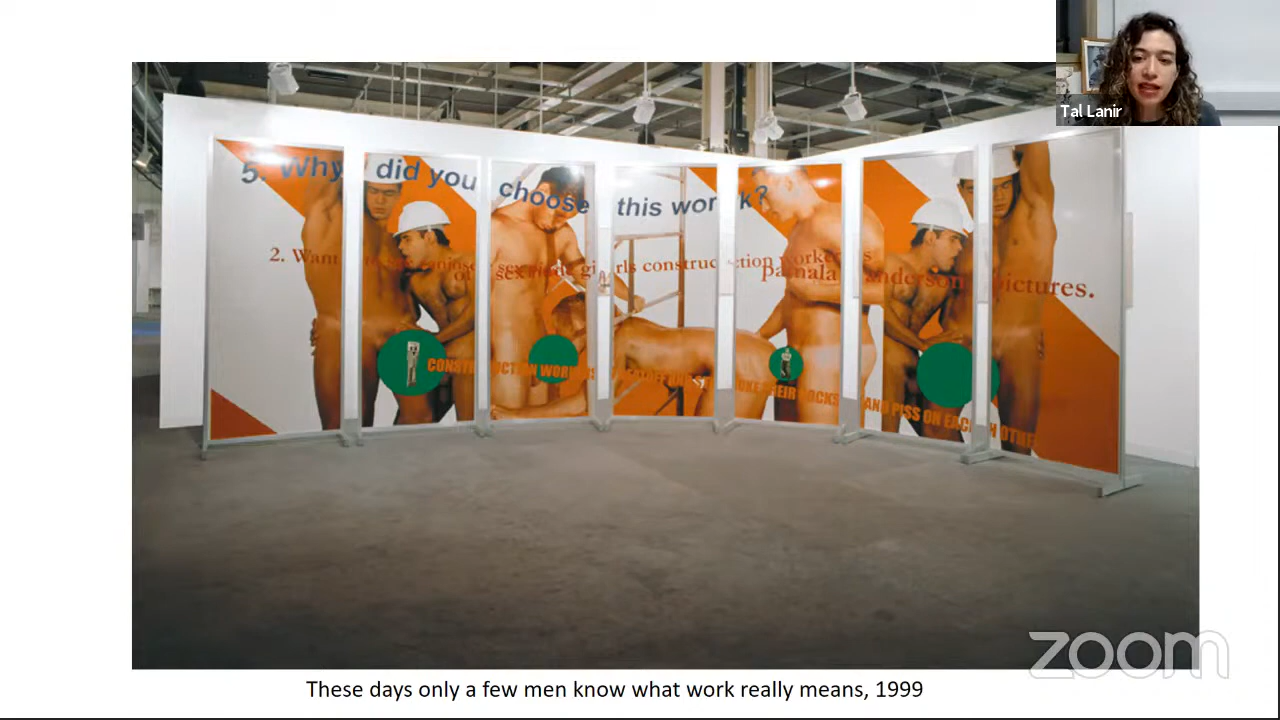 Tal Lanir
5. Why did you choose this work?
2. Want
construction workers
pamala anderson pictures.
CONSTRUCTION WORKERS
AND PISS ON EACH OTHER
zoom
These days only a few men know what work really means, 1999